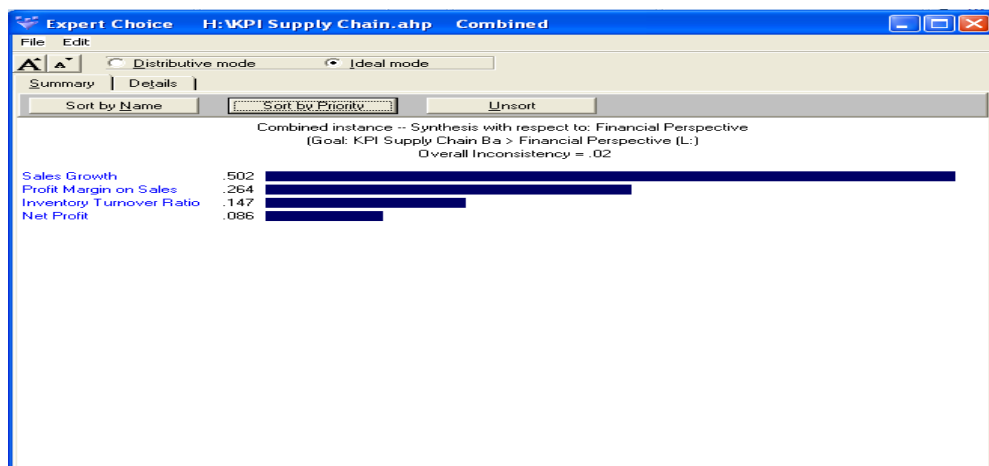 Expert Choice H:\KPI Supply Chain.ahp Combined
File Edit
A A Distributive mode Ideal mode
Summary Details
Sort by Name Sort by Priority Unsort
Combined instance -- Synthesis with respect to: Financial Perspective
(Goal: KPI Supply Chain Ba > Financial Perspective (L:)
Overall Inconsistency = .02
Sales Growth .502
Profit Margin on Sales .264
Inventory Turnover Ratio .147
Net Profit .086